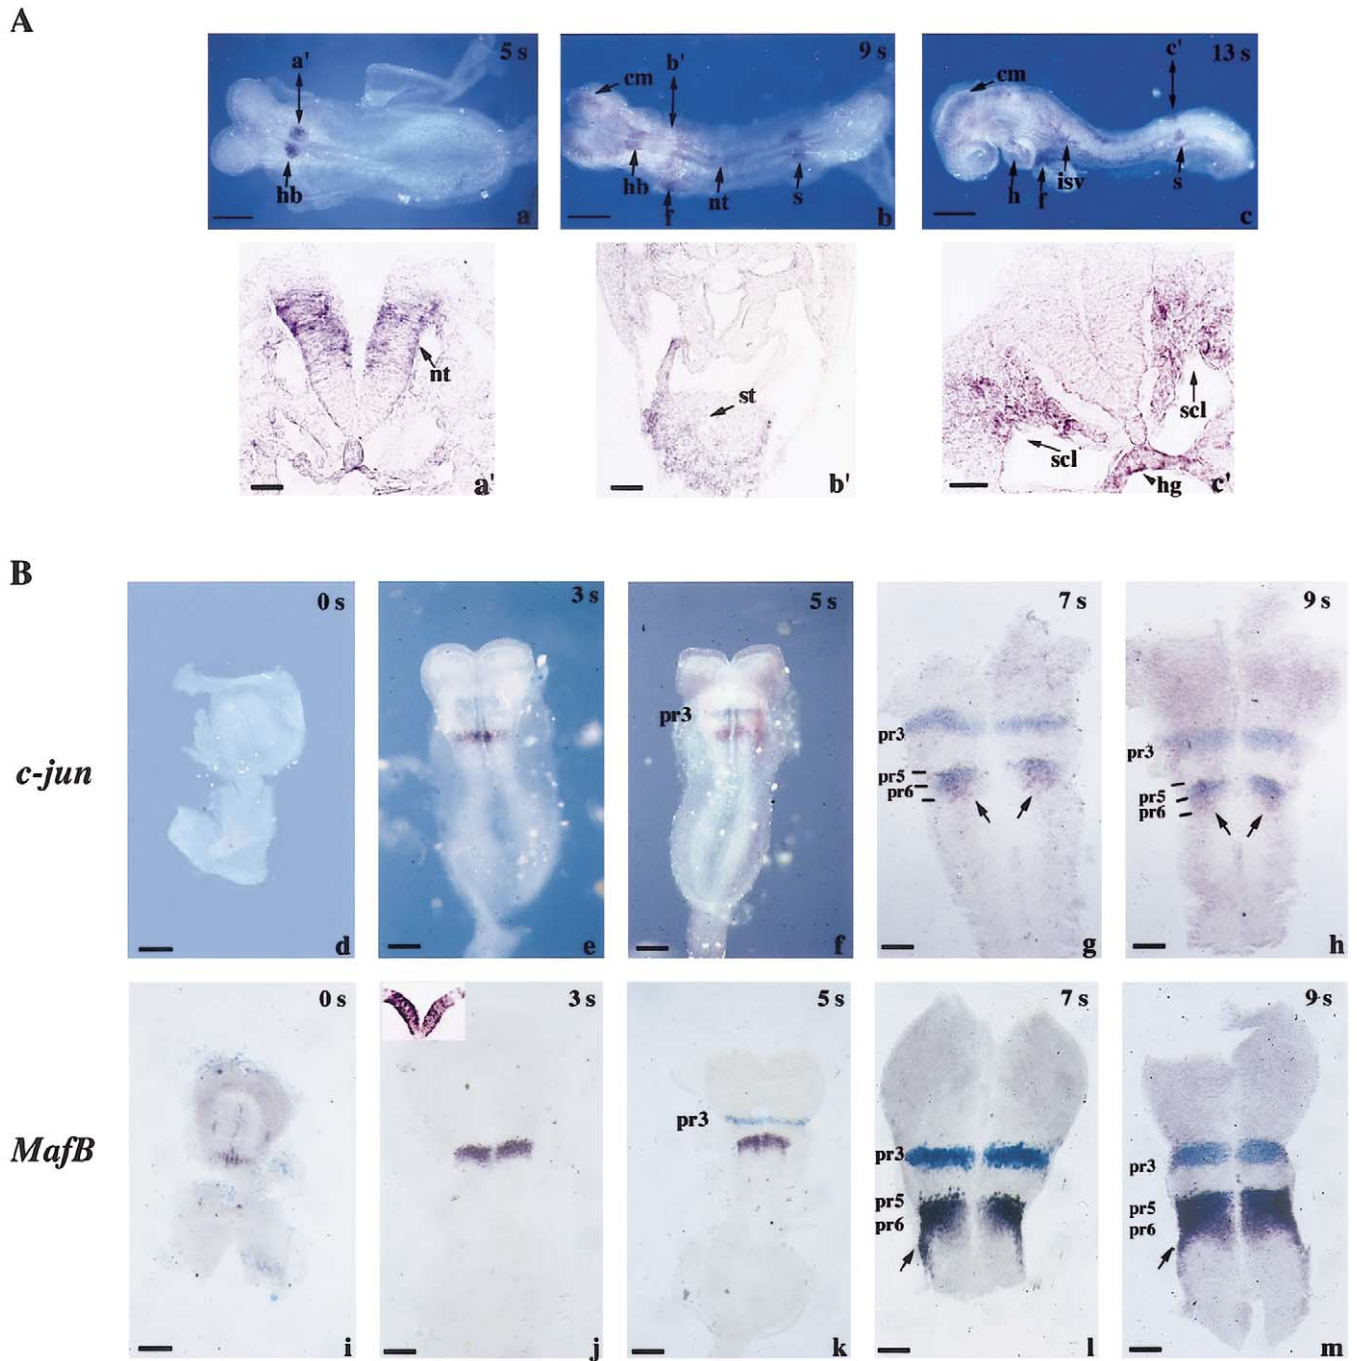 A
5 s
a'
hb
a
9 s
cm
b'
hb
f
nt
s
b
13 s
cm
c'
h
f
isv
s
c
nt
a'
st
b'
scl
scl
hg
c'
B
c-jun
0 s
d
3 s
e
5 s
pr3
f
7 s
pr3
pr5
pr6
g
9 s
pr3
pr5
pr6
h
MafB
0 s
i
3 s
j
5 s
pr3
k
7 s
pr3
pr5
pr6
l
9 s
pr3
pr5
pr6
m